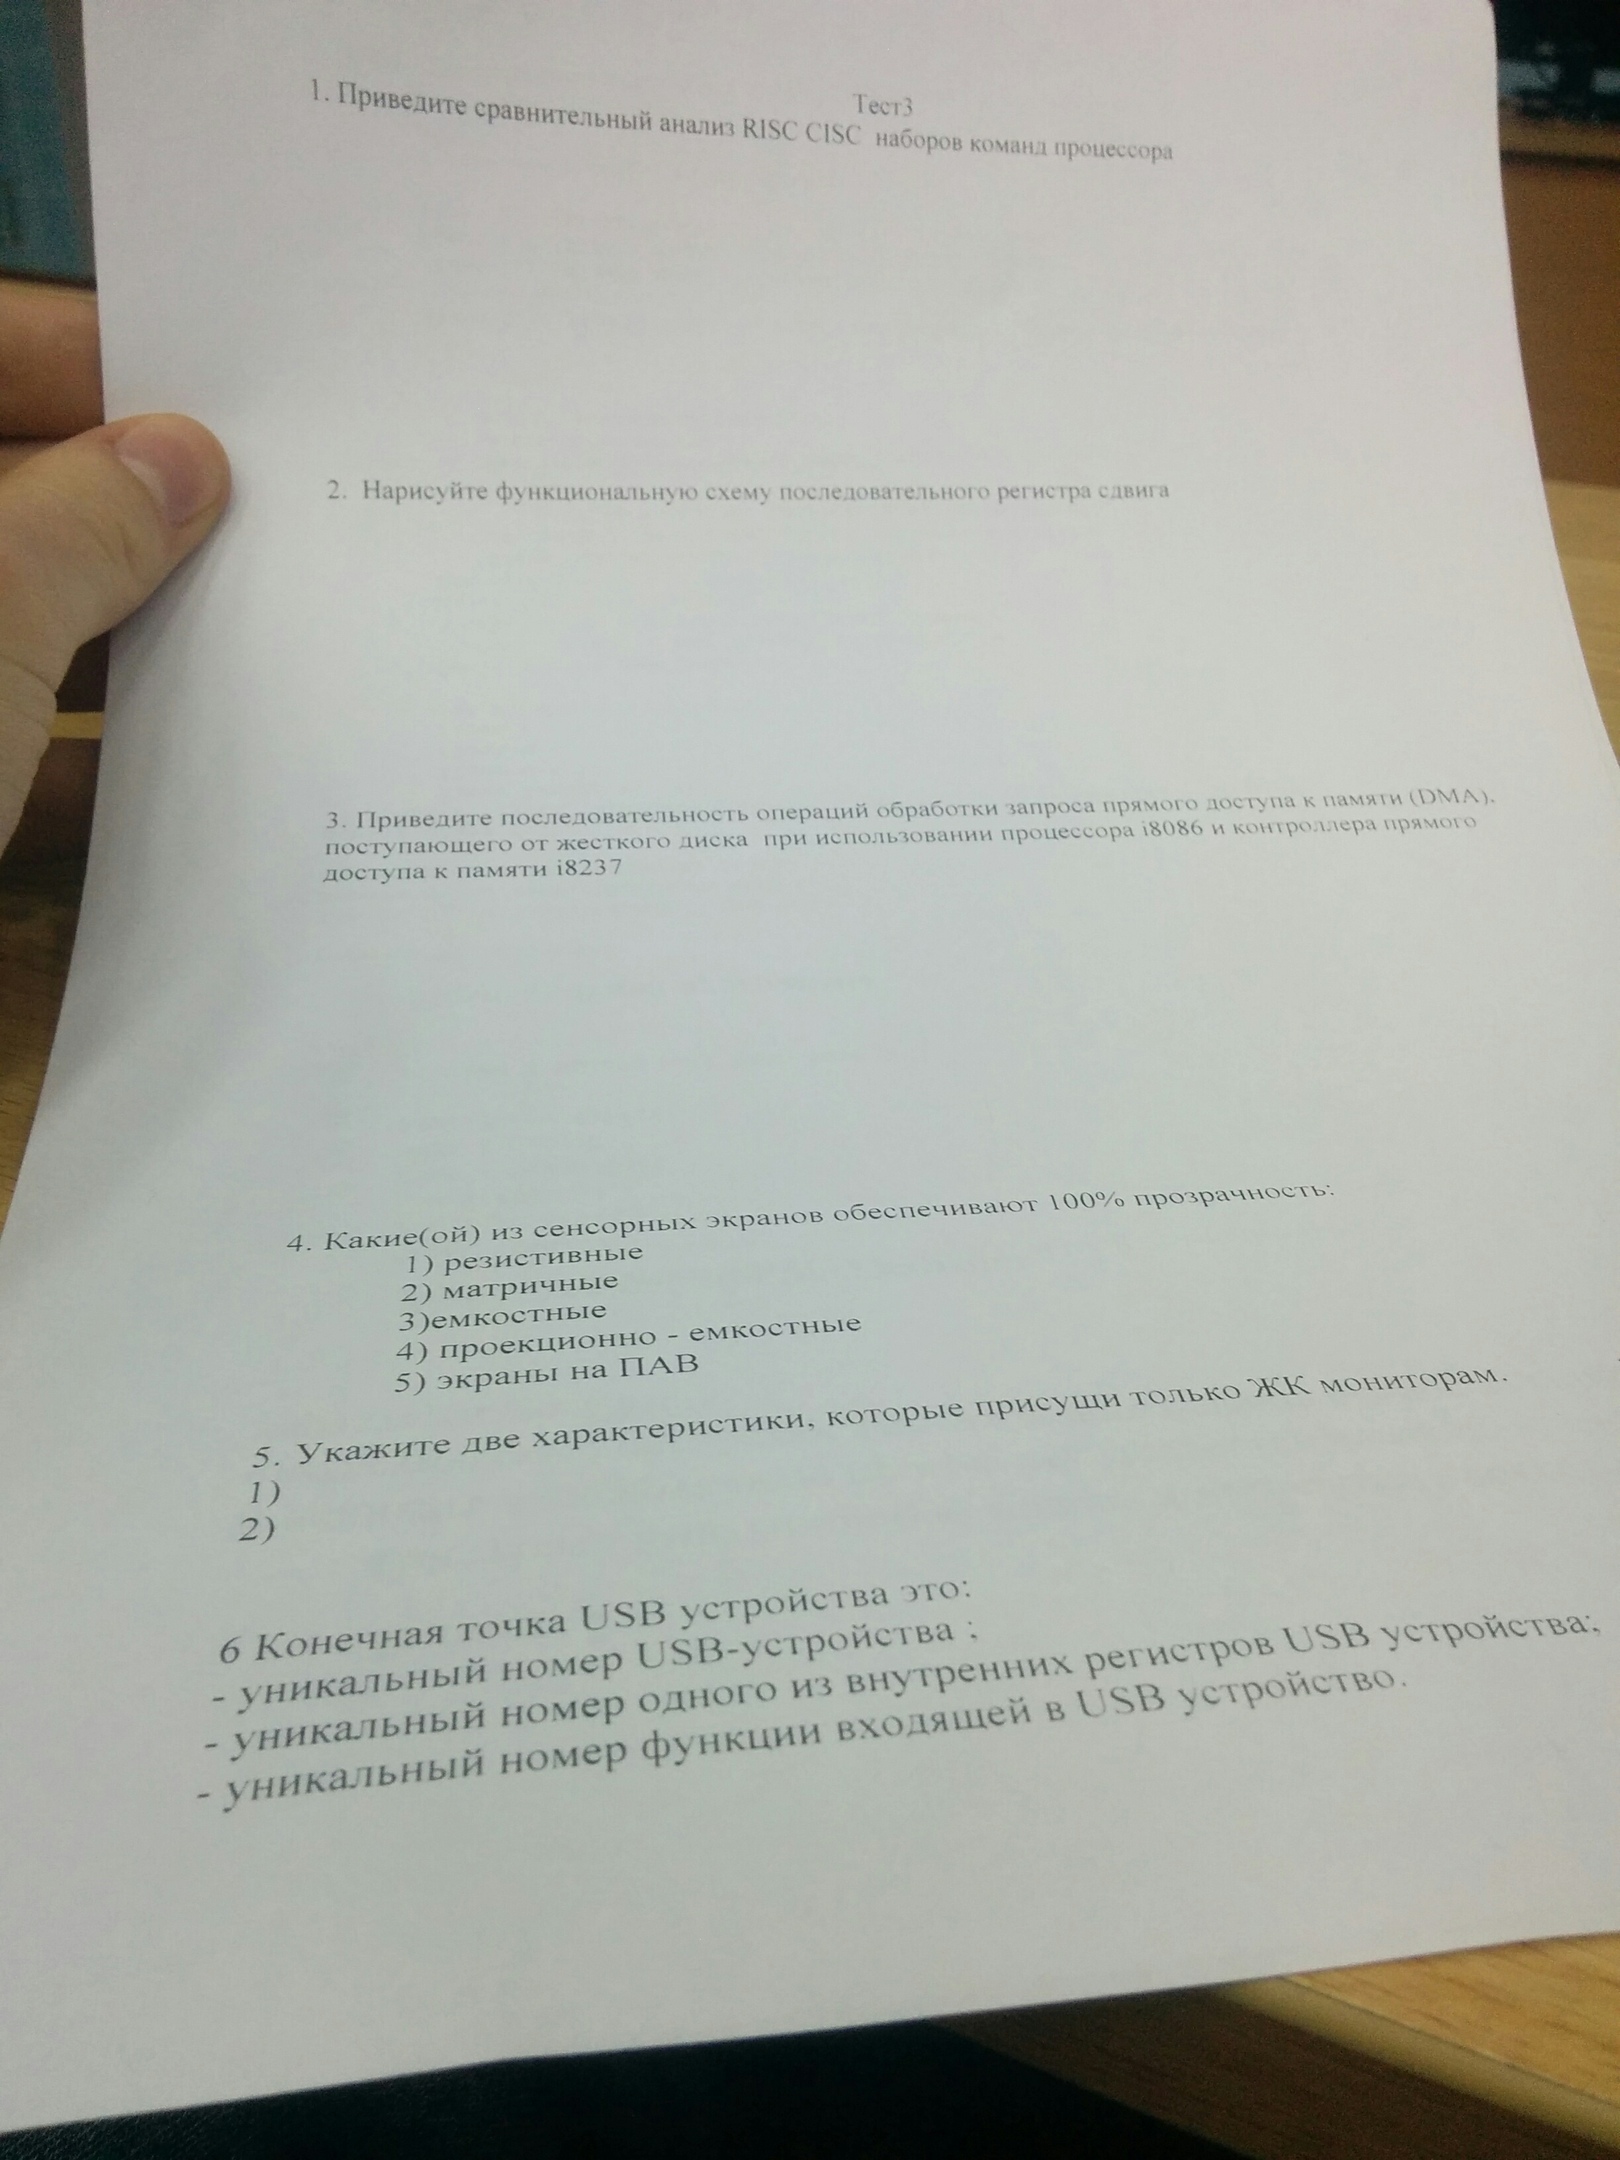 Тест3
1. Приведите сравнительный анализ RISC CISC наборов команд процессора
2. Нарисуйте функциональную схему последовательного регистра сдвига
3. Приведите последовательность операций обработки запроса прямого доступа к памяти (DMA),
поступающего от жесткого диска при использовании процессора i8086 и контроллера прямого
доступа к памяти i8237
4. Какие(ой) из сенсорных экранов обеспечивают 100% прозрачность:
1) резистивные
2) матричные
3)емкостные
4) проекционно - емкостные
5) экраны на ПАВ
5. Укажите две характеристики, которые присущи только ЖК мониторам.
1)
2)
6 Конечная точка USB устройства это:
- уникальный номер USB-устройства ;
- уникальный номер одного из внутренних регистров USB устройства;
- уникальный номер функции входящей в USB устройство.